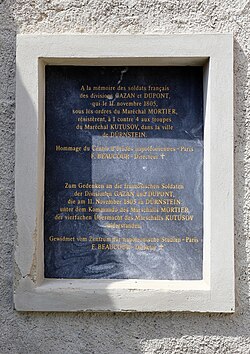 A la mémoire des soldats français
des divisions GAZAN et DUPONT,
qui le 11. novembre 1805,
sous les ordres du Maréchal MORTIER,
résistèrent, à 1 contre 4 aux troupes
du Maréchal KUTUSOV, dans la ville
de DÜRNSTEIN.
Hommage du Centre d'études napoléoniennes - Paris
F. BEAUCOUR - Directeur
Zum Gedenken an die französischen Soldaten
der Divisionen GAZAN und DUPONT,
die am 11. November 1805 in DÜRNSTEIN,
unter dem Kommando des Marschalls MORTIER,
der vierfachen Übermacht des Marschalls KUTUSOV
widerstanden.
Gewidmet vom Zentrum für napoleonische Studien - Paris
F. BEAUCOUR -